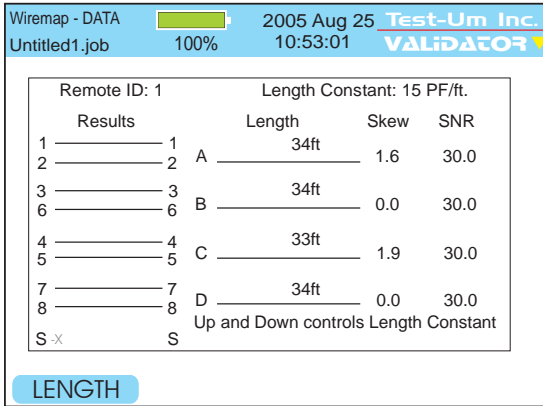 Wiremap - DATA 2005 Aug 25 Test-Um Inc.
Untitled1.job 100% 10:53:01 VALIDATOR
Remote ID: 1 Length Constant: 15 PF/ft.
Results Length Skew SNR
1 1 34ft
2 2 A 1.6 30.0
3 3 34ft
6 6 B 0.0 30.0
4 4 33ft
5 5 C 1.9 30.0
7 7 34ft
8 8 D 0.0 30.0
Up and Down controls Length Constant
S -X S
LENGTH